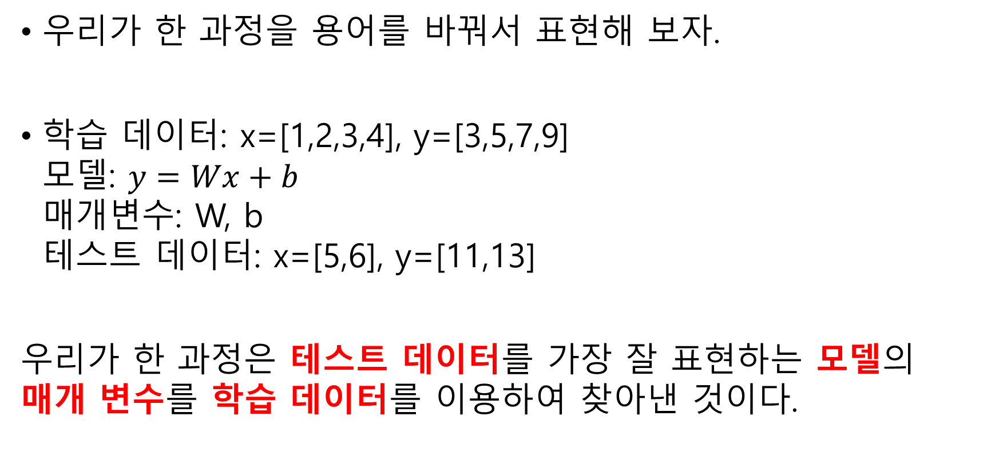 • 우리가 한 과정을 용어를 바꿔서 표현해 보자.
• 학습 데이터: x=[1,2,3,4], y=[3,5,7,9]
모델: y = Wx + b
매개변수: W, b
테스트 데이터: x=[5,6], y=[11,13]
우리가 한 과정은 테스트 데이터를 가장 잘 표현하는 모델의
매개 변수를 학습 데이터를 이용하여 찾아낸 것이다.